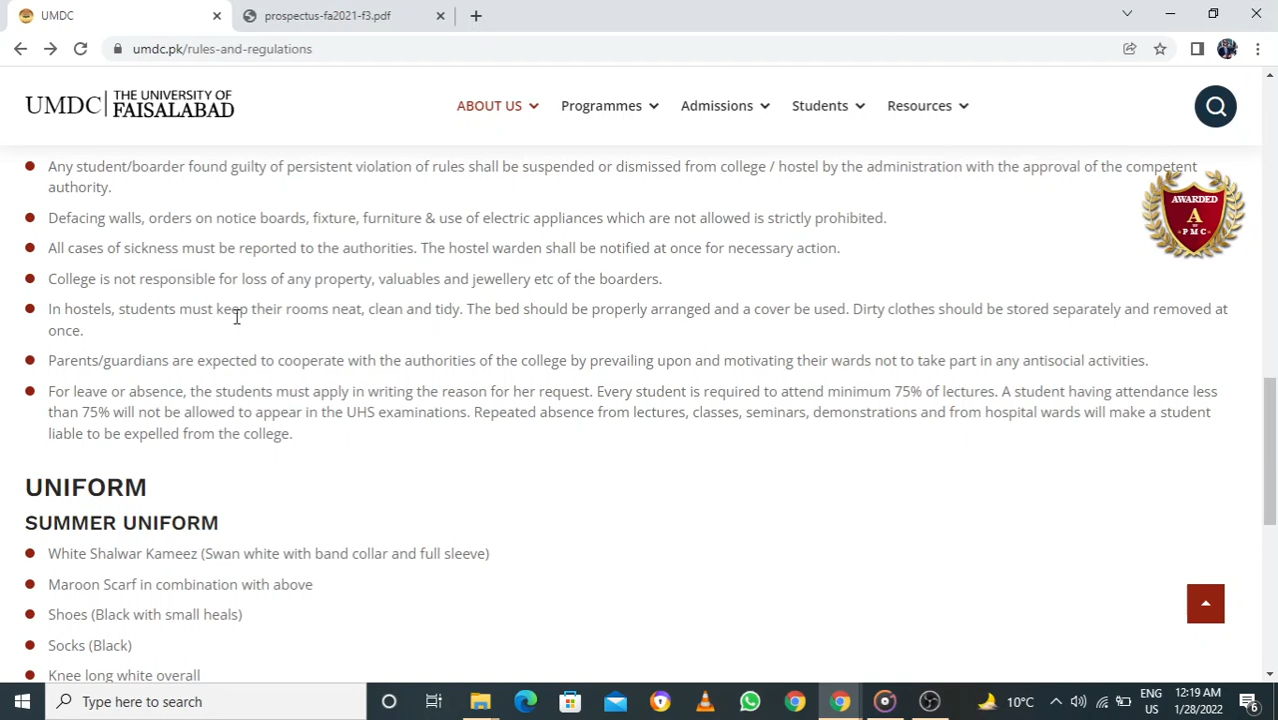 UMDC
prospectus-fa2021-f3.pdf
umdc.pk/rules-and-regulations
UMDC | THE UNIVERSITY OF
FAISALABAD
ABOUT US
Programmes
Admissions
Students
Resources
Any student/boarder found guilty of persistent violation of rules shall be suspended or dismissed from college / hostel by the administration with the approval of the competent
authority.
AWARDED
A
PMC
Defacing walls, orders on notice boards, fixture, furniture & use of electric appliances which are not allowed is strictly prohibited.
All cases of sickness must be reported to the authorities. The hostel warden shall be notified at once for necessary action.
College is not responsible for loss of any property, valuables and jewellery etc of the boarders.
In hostels, students must keep their rooms neat, clean and tidy. The bed should be properly arranged and a cover be used. Dirty clothes should be stored separately and removed at
once.
Parents/guardians are expected to cooperate with the authorities of the college by prevailing upon and motivating their wards not to take part in any antisocial activities.
For leave or absence, the students must apply in writing the reason for her request. Every student is required to attend minimum 75% of lectures. A student having attendance less
than 75% will not be allowed to appear in the UHS examinations. Repeated absence from lectures, classes, seminars, demonstrations and from hospital wards will make a student
liable to be expelled from the college.
UNIFORM
SUMMER UNIFORM
White Shalwar Kameez (Swan white with band collar and full sleeve)
Maroon Scarf in combination with above
Shoes (Black with small heals)
Socks (Black)
Knee long white overall
Type here to search
10°C
ENG
US
12:19 AM
1/28/2022
6